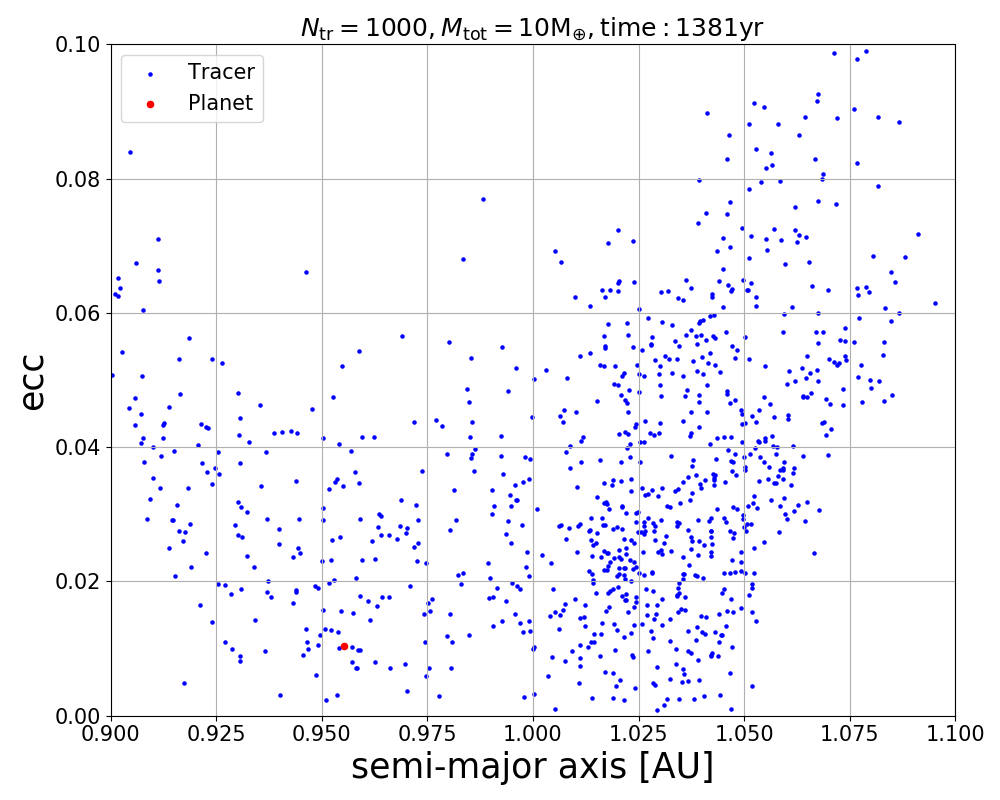 N_tr = 1000, M_tot = 10M_⊕, time : 1381yr
Tracer
Planet
ecc
0.10
0.08
0.06
0.04
0.02
0.00
0.900 0.925 0.950 0.975 1.000 1.025 1.050 1.075 1.100
semi-major axis [AU]